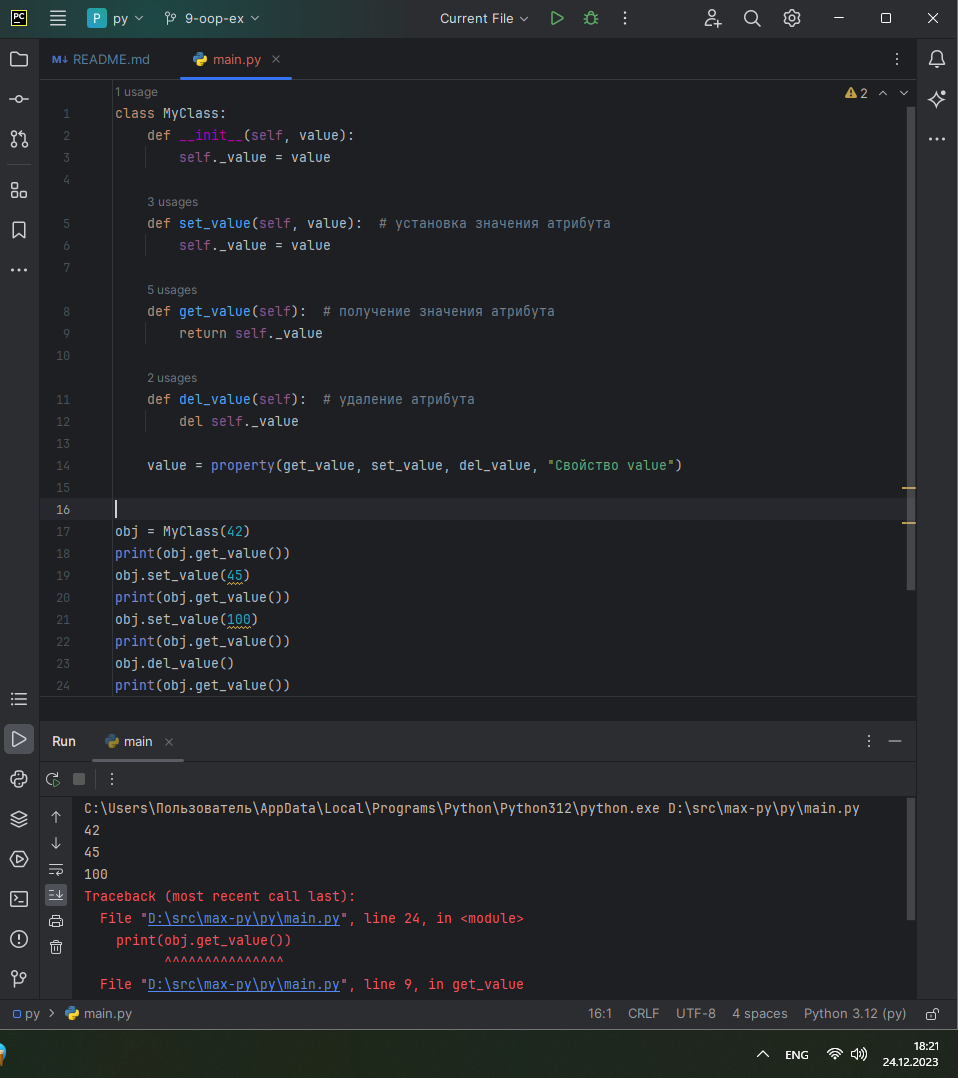 PC
P py
9-oop-ex
Current File
M↓ README.md
main.py
1 usage
2
1 class MyClass:
2     def __init__(self, value):
3         self._value = value
4
3 usages
5     def set_value(self, value):  # установка значения атрибута
6         self._value = value
7
5 usages
8     def get_value(self):  # получение значения атрибута
9         return self._value
10
2 usages
11     def del_value(self):  # удаление атрибута
12         del self._value
13
14     value = property(get_value, set_value, del_value, "Свойство value")
15
16
17 obj = MyClass(42)
18 print(obj.get_value())
19 obj.set_value(45)
20 print(obj.get_value())
21 obj.set_value(100)
22 print(obj.get_value())
23 obj.del_value()
24 print(obj.get_value())
Run
main
C:\Users\Пользователь\AppData\Local\Programs\Python\Python312\python.exe D:\src\max-py\py\main.py
42
45
100
Traceback (most recent call last):
  File "D:\src\max-py\py\main.py", line 24, in <module>
    print(obj.get_value())
          ^^^^^^^^^^^^^^^
  File "D:\src\max-py\py\main.py", line 9, in get_value
py > main.py
16:1 CRLF UTF-8 4 spaces Python 3.12 (py)
ENG
18:21
24.12.2023